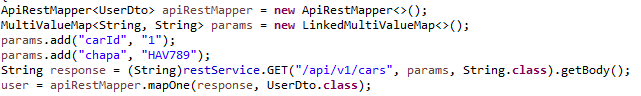 ApiRestMapper<UserDto> apiRestMapper = new ApiRestMapper<>();
MultiValueMap<String, String> params = new LinkedMultiValueMap<>();
params.add("carId", "1");
params.add("chapa", "HAV789");
String response = (String)restService.GET("/api/v1/cars", params, String.class).getBody();
user = apiRestMapper.mapOne(response, UserDto.class);